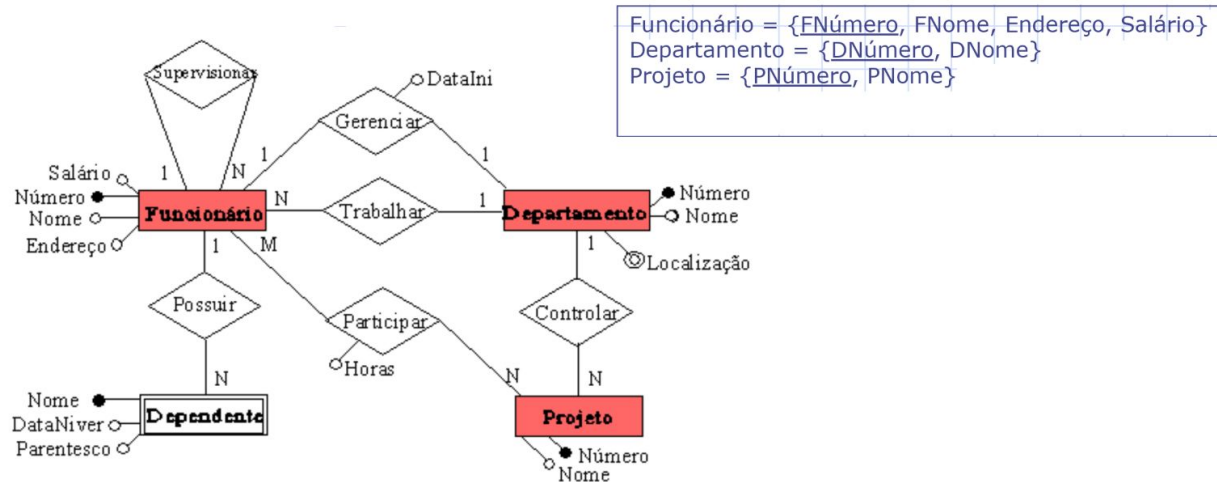 Funcionário = {FNúmero, FNome, Endereço, Salário}
Departamento = {DNúmero, DNome}
Projeto = {PNúmero, PNome}
Supervisionar
DataIni
Gerenciar
1
1
1
N
Salário
Número
Nome
Endereço
Funcionário
N
Trabalhar
1
Departamento
Número
Nome
Localização
1
M
1
Possuir
Participar
Horas
Controlar
N
N
N
Nome
DataNiver
Parentesco
Dependente
Projeto
Número
Nome